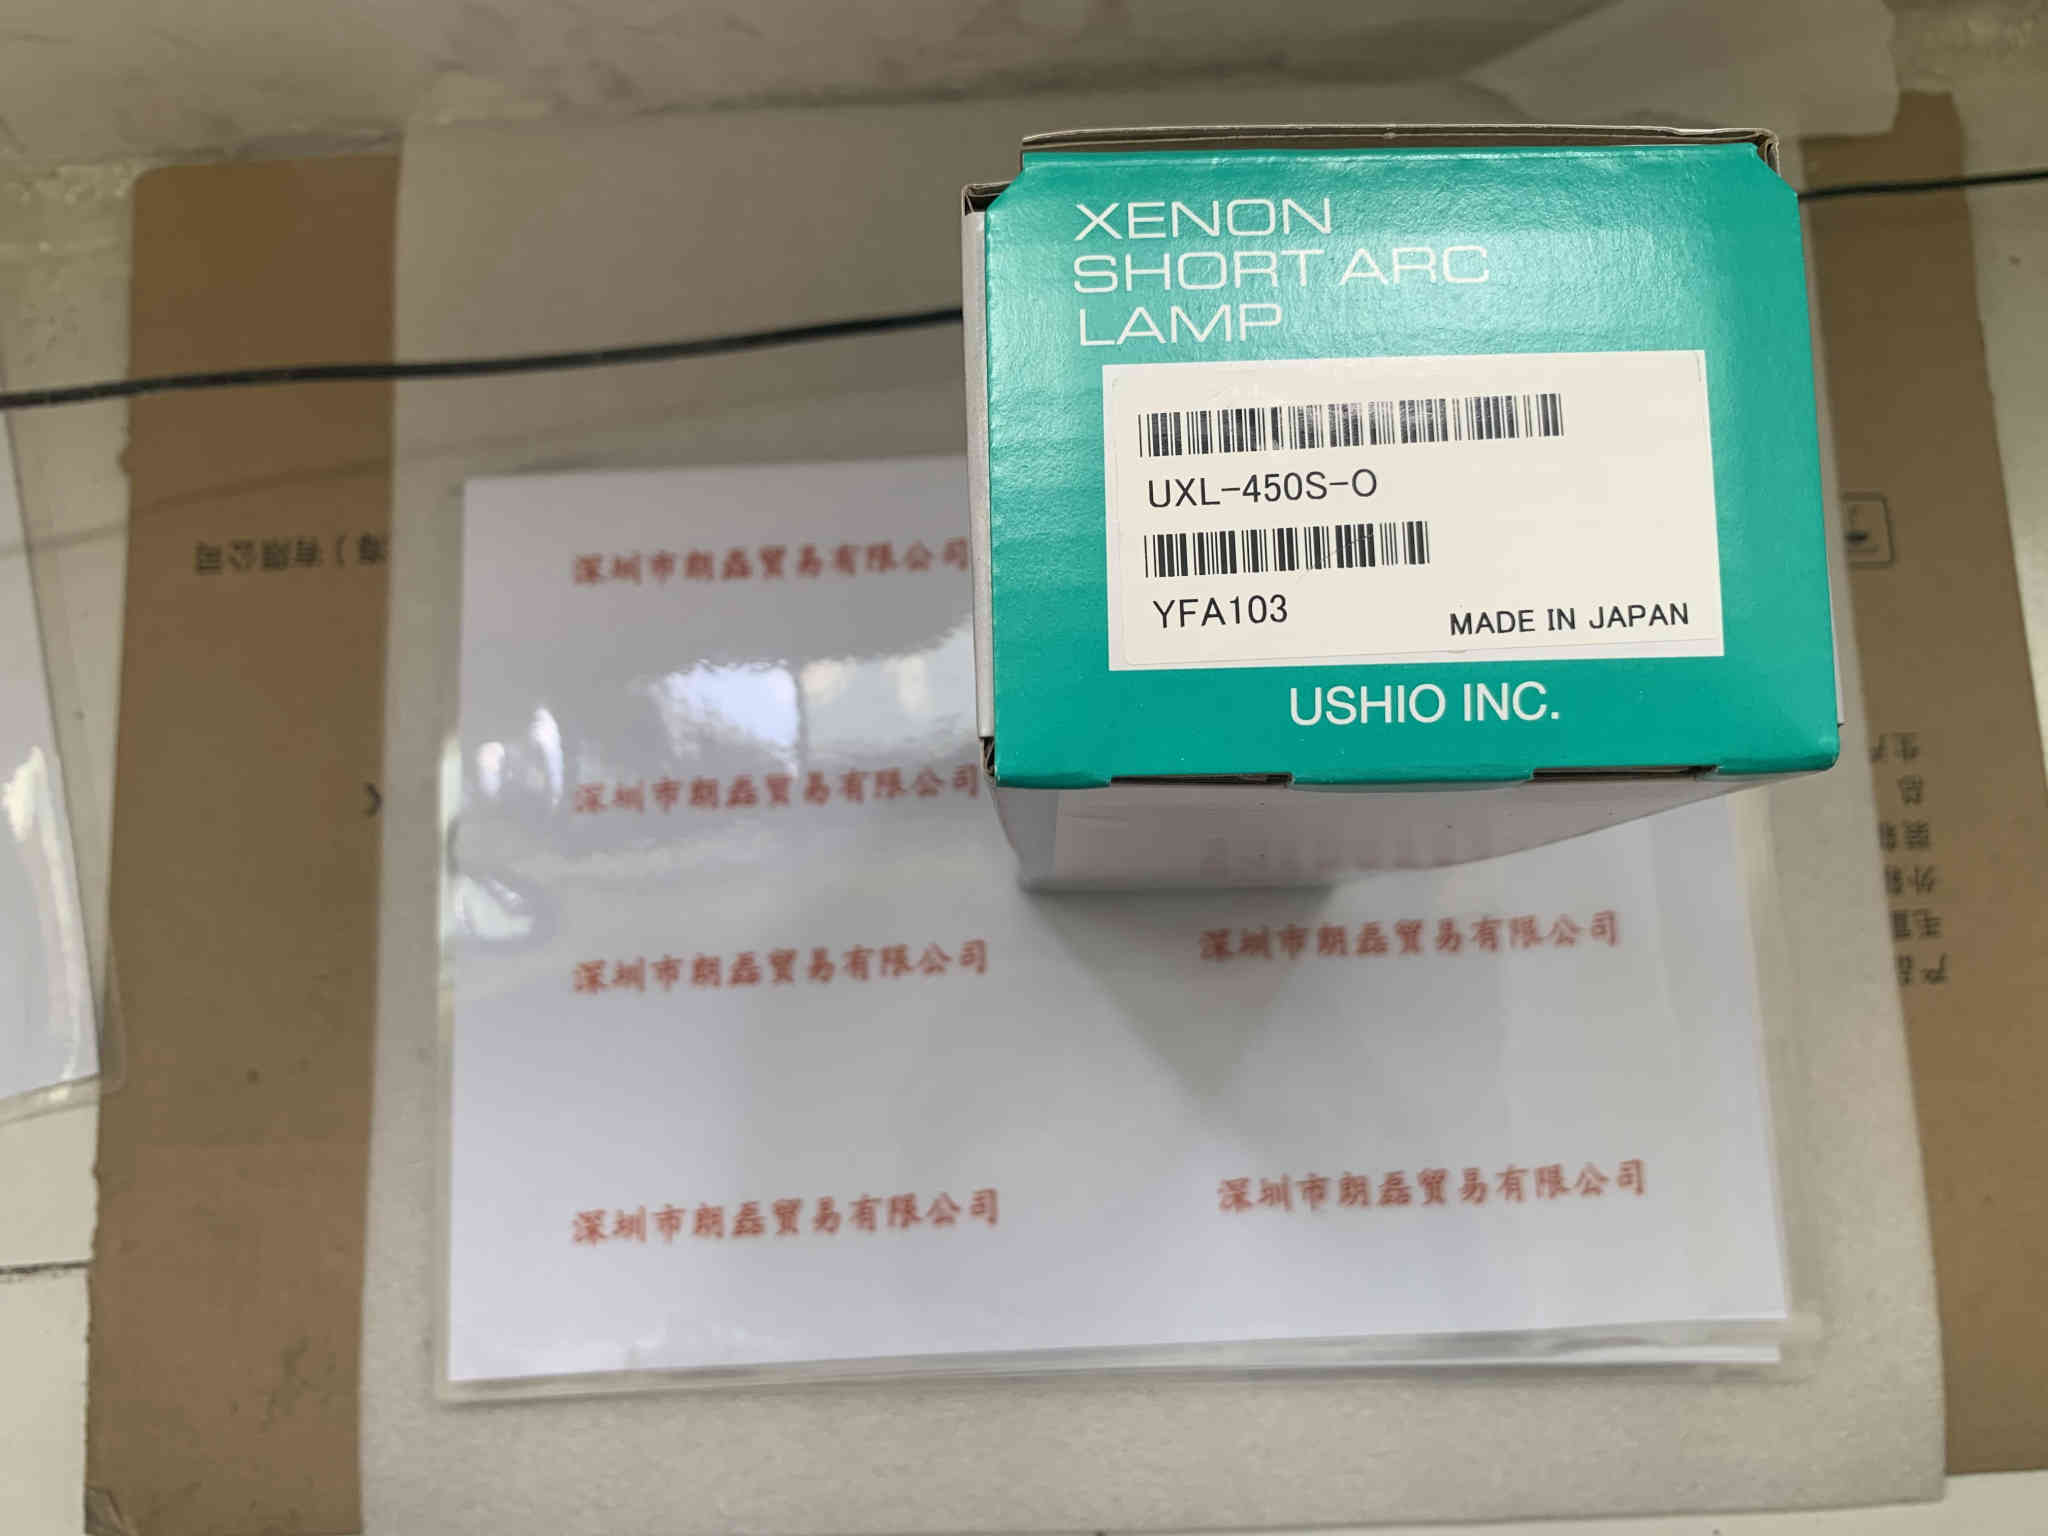 XENON
SHORT ARC
LAMP
UXL-450S-O
YFA103
MADE IN JAPAN
USHIO INC.
深圳市朗磊贸易有限公司
深圳市朗磊贸易有限公司
深圳市朗磊贸易有限公司
深圳市朗磊贸易有限公司
深圳市朗磊贸易有限公司
深圳市朗磊贸易有限公司
有限公司